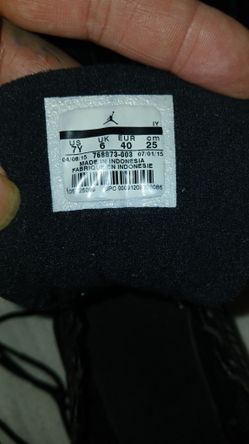 IY
US UK EUR cm
7Y 6 40 25
04/08/15 768873-003 07/01/15
MADE IN INDONESIA
FABRIQUE EN INDONESIE